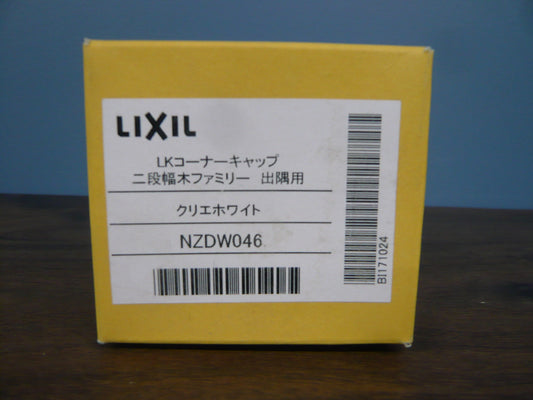 LIXIL
LKコーナーキャップ
二段幅木ファミリー 出隅用
クリエホワイト
NZDW046
BI171024